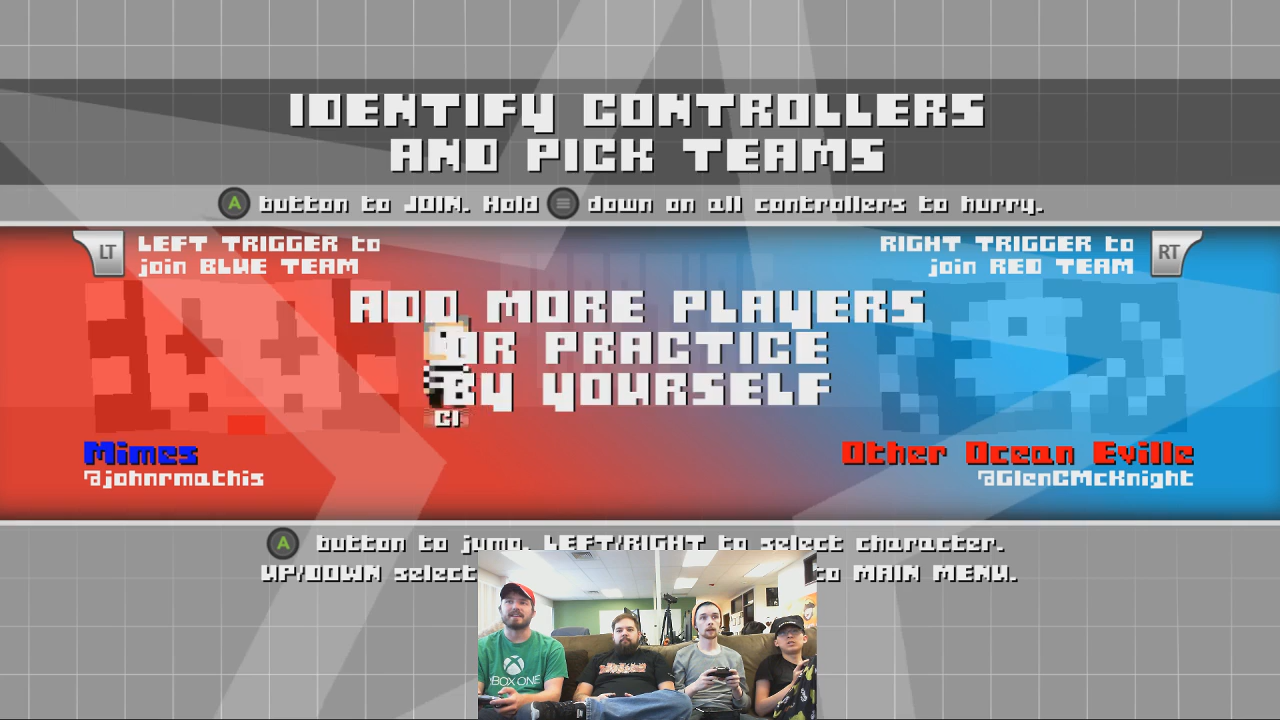 IDENTIFY CONTROLLERS
AND PICK TEAMS
A button to JOIN. Hold down on all controllers to hurry.
LT LEFT TRIGGER to
join BLUE TEAM
RIGHT TRIGGER to RT
join RED TEAM
ADD MORE PLAYERS
OR PRACTICE
BY YOURSELF
C1
Mimes
@johnrmathis
Other Ocean Eville
@GlenCMcKnight
A button to jump. LEFT/RIGHT to select character.
UP/DOWN select to MAIN MENU.
XBOX ONE